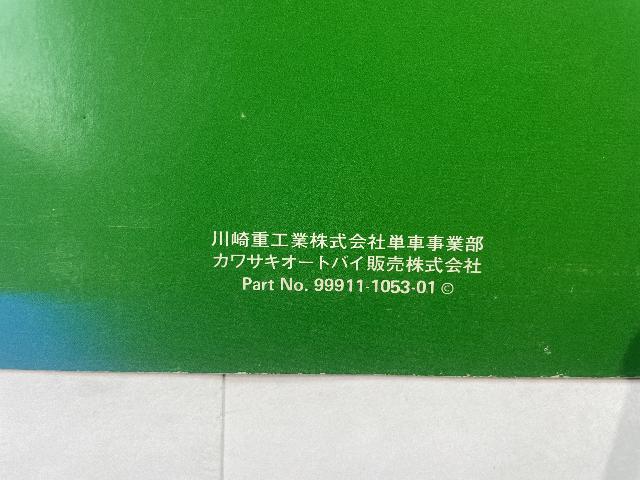 川崎重工業株式会社単車事業部
カワサキオートバイ販売株式会社
Part No. 99911-1053-01 ©